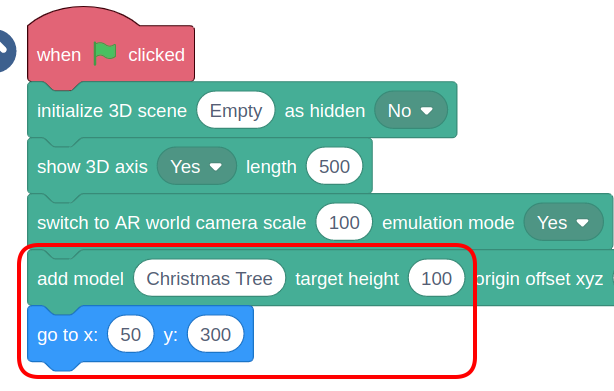 when clicked
initialize 3D scene Empty as hidden No
show 3D axis Yes length 500
switch to AR world camera scale 100 emulation mode Yes
add model Christmas Tree target height 100 origin offset xyz
go to x: 50 y: 300